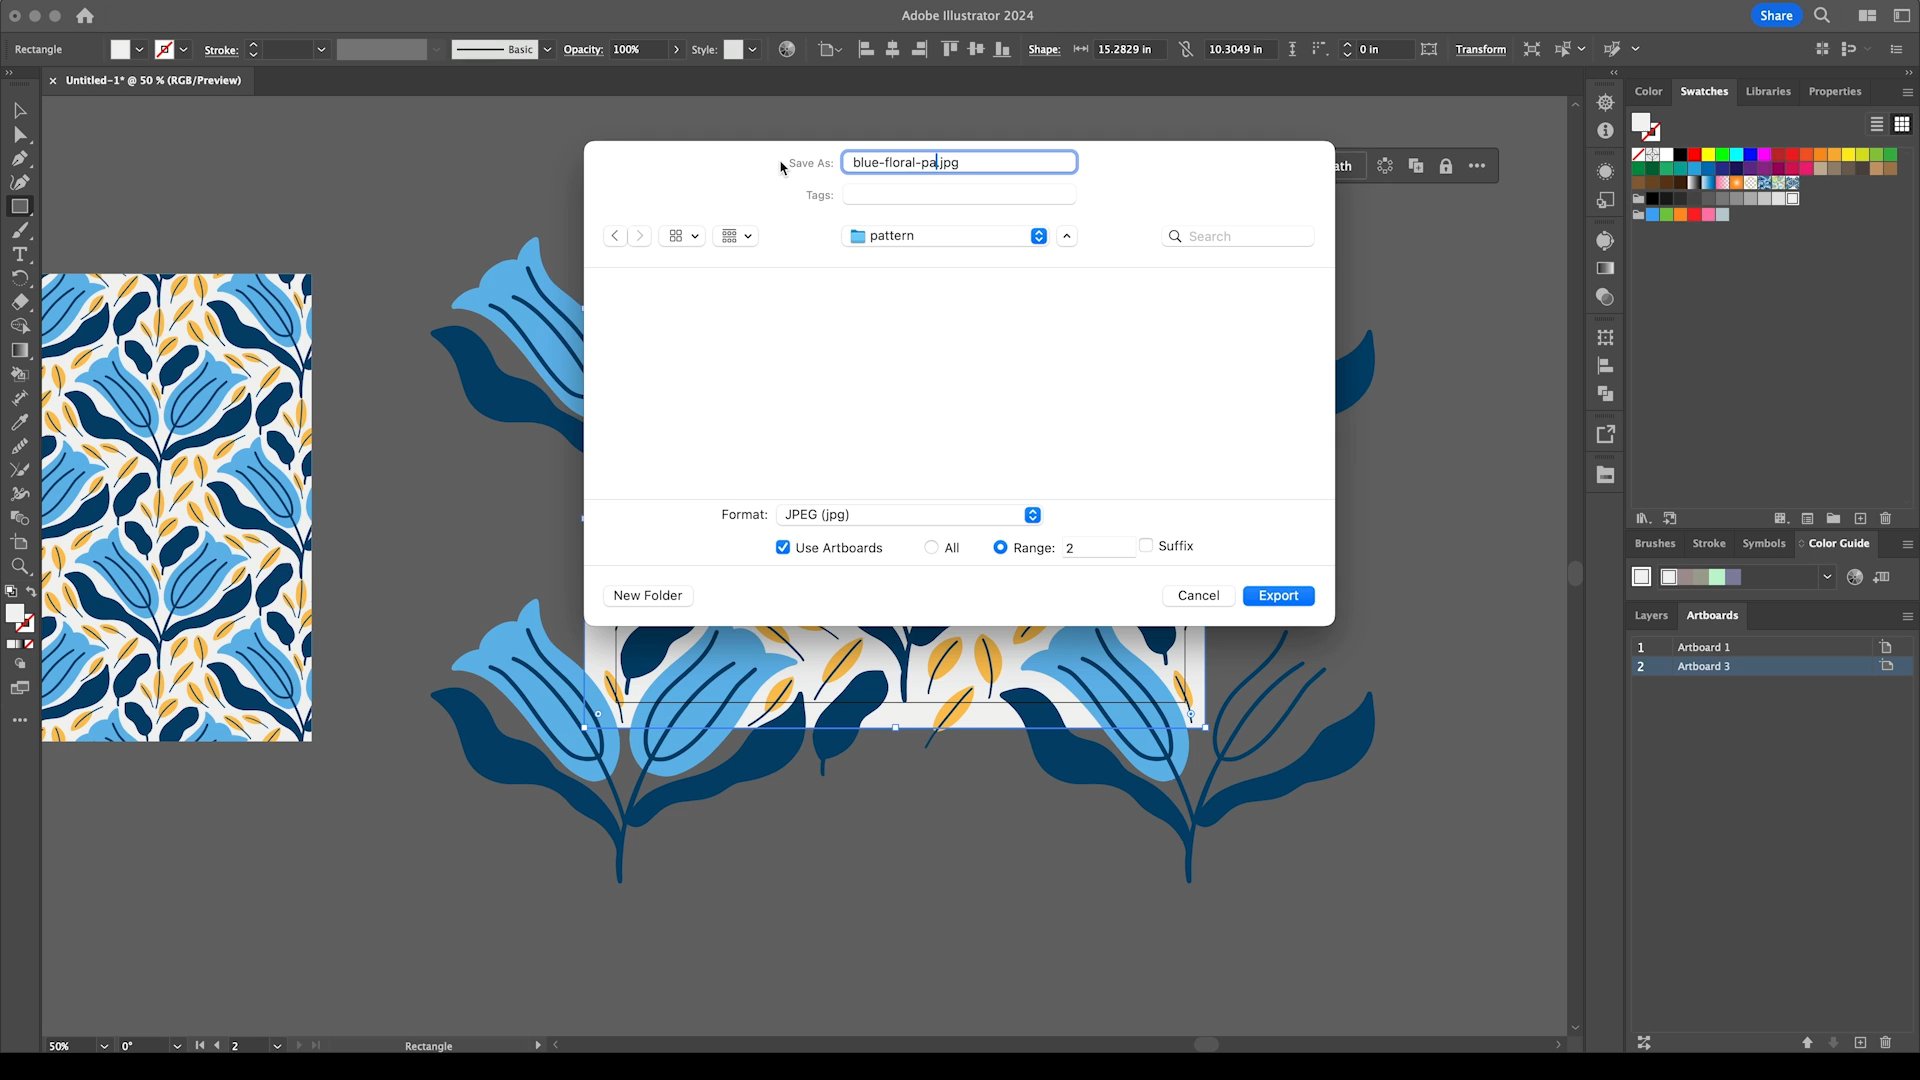 Adobe Illustrator 2024
Share
Rectangle
Stroke:
Basic
Opacity:
100%
Style:
Shape:
15.2829 in
10.3049 in
0 in
Transform
Untitled-1* @ 50 % (RGB/Preview)
Color
Swatches
Libraries
Properties
Save As:
blue-floral-pa.jpg
Tags:
pattern
Search
Format:
JPEG (jpg)
Use Artboards
All
Range:
2
Suffix
New Folder
Cancel
Export
Brushes
Stroke
Symbols
Color Guide
Layers
Artboards
1
Artboard 1
2
Artboard 3
50%
0°
2
Rectangle